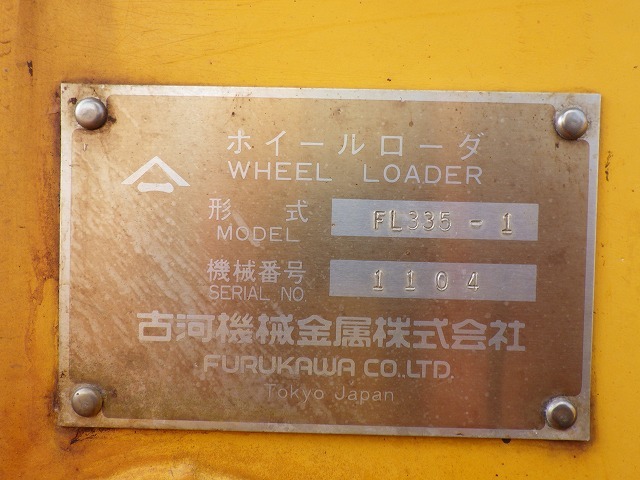 ホイールローダ
WHEEL LOADER
形式 FL335-1
MODEL
機械番号 1104
SERIAL NO.
古河機械金属株式会社
FURUKAWA CO.,LTD.
Tokyo Japan